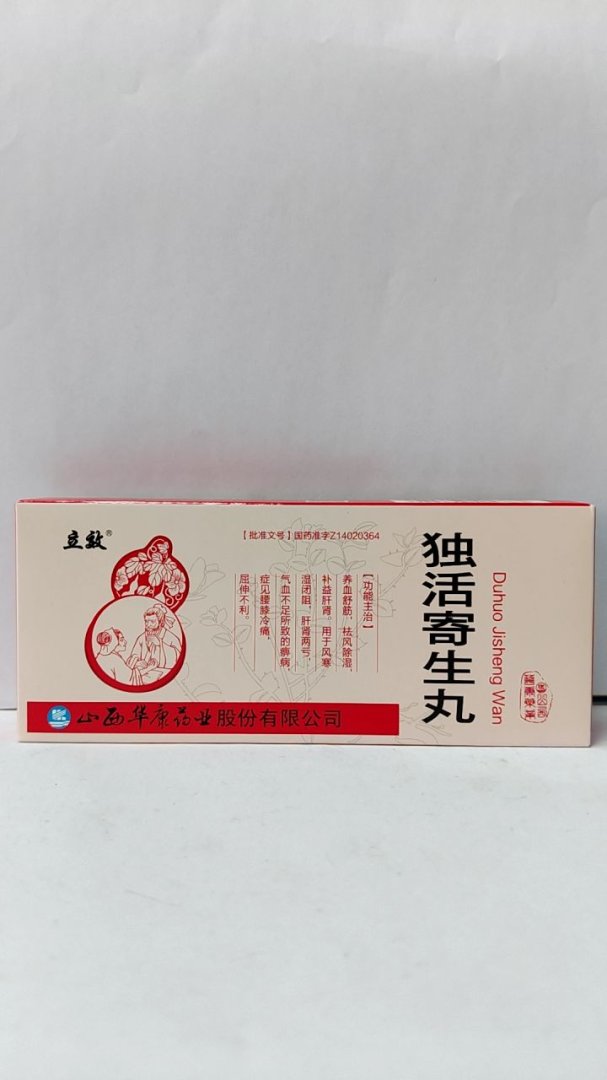 立效®
【批准文号】国药准字Z14020364
独活寄生丸
Duhuo Jisheng Wan
【功能主治】
养血舒筋，祛风除湿，
补益肝肾。用于风寒
湿闭阻，肝肾两亏，
气血不足所致的痹病，
症见腰膝冷痛，
屈伸不利。
山西华康药业股份有限公司